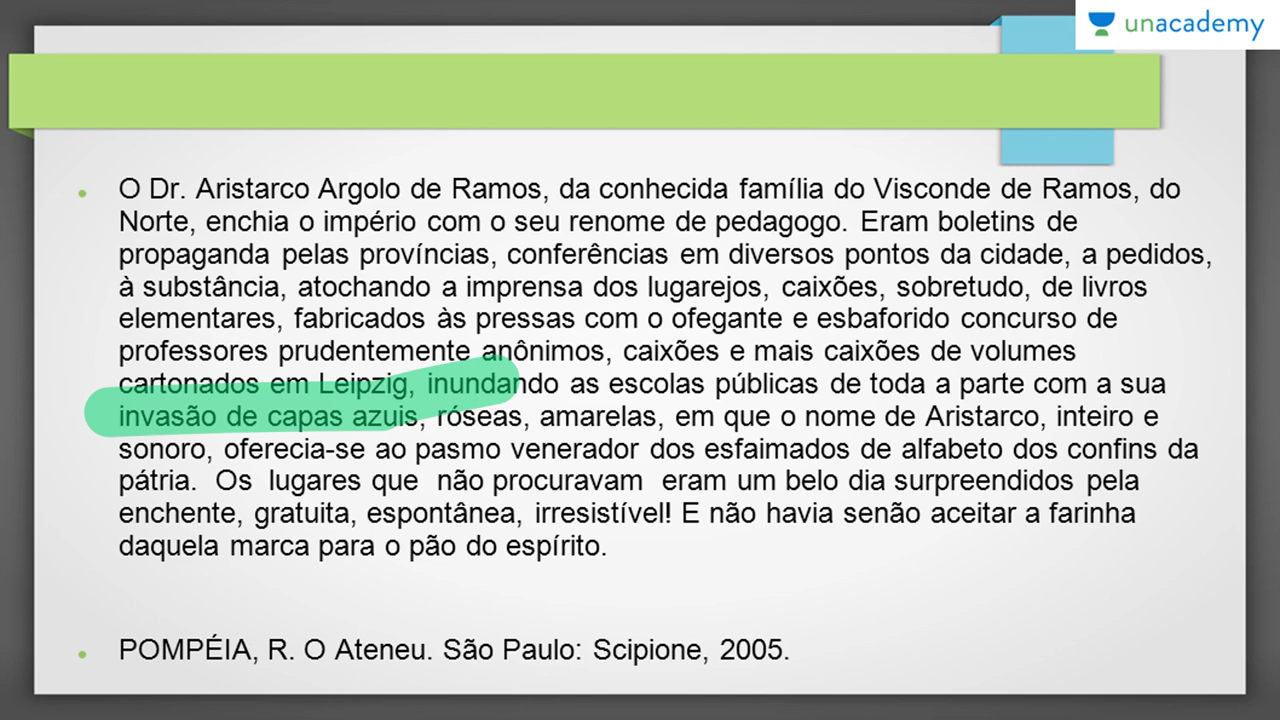 unacademy
O Dr. Aristarco Argolo de Ramos, da conhecida família do Visconde de Ramos, do
Norte, enchia o império com o seu renome de pedagogo. Eram boletins de
propaganda pelas províncias, conferências em diversos pontos da cidade, a pedidos,
à substância, atochando a imprensa dos lugarejos, caixões, sobretudo, de livros
elementares, fabricados às pressas com o ofegante e esbaforido concurso de
professores prudentemente anônimos, caixões e mais caixões de volumes
cartonados em Leipzig, inundando as escolas públicas de toda a parte com a sua
invasão de capas azuis, róseas, amarelas, em que o nome de Aristarco, inteiro e
sonoro, oferecia-se ao pasmo venerador dos esfaimados de alfabeto dos confins da
pátria. Os lugares que não procuravam eram um belo dia surpreendidos pela
enchente, gratuita, espontânea, irresistível! E não havia senão aceitar a farinha
daquela marca para o pão do espírito.
POMPÉIA, R. O Ateneu. São Paulo: Scipione, 2005.